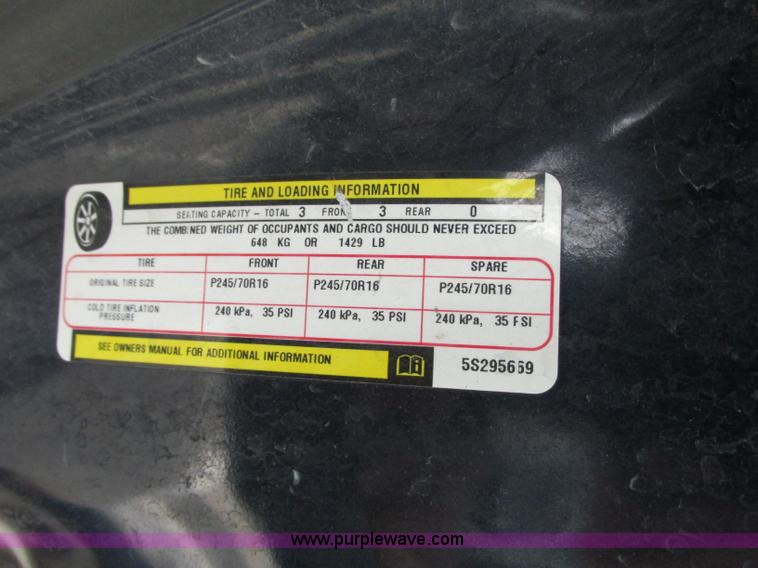 TIRE AND LOADING INFORMATION
SEATING CAPACITY - TOTAL 3 FRONT 3 REAR 0
THE COMBINED WEIGHT OF OCCUPANTS AND CARGO SHOULD NEVER EXCEED
648 KG OR 1429 LB
TIRE FRONT REAR SPARE
ORIGINAL TIRE SIZE P245/70R16 P245/70R16 P245/70R16
COLD TIRE INFLATION PRESSURE 240 kPa, 35 PSI 240 kPa, 35 PSI 240 kPa, 35 PSI
SEE OWNERS MANUAL FOR ADDITIONAL INFORMATION
5S295669
www.purplewave.com